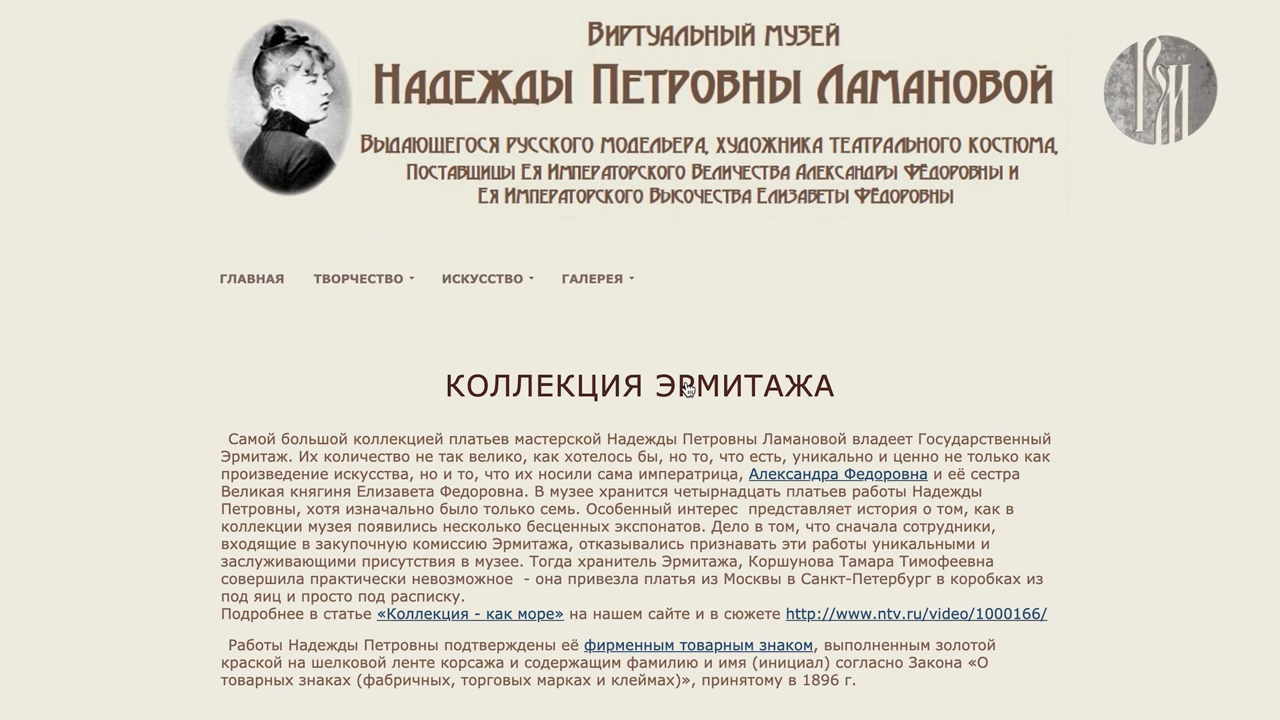 Виртуальный музей
Надежды Петровны Ламановой
Выдающегося русского модельера, художника театрального костюма,
Поставщицы Ея Императорского Величества Александры Фёдоровны и
Ея Императорского Высочества Елизаветы Фёдоровны
ГЛАВНАЯ ТВОРЧЕСТВО ИСКУССТВО ГАЛЕРЕЯ
КОЛЛЕКЦИЯ ЭРМИТАЖА
Самой большой коллекцией платьев мастерской Надежды Петровны Ламановой владеет Государственный
Эрмитаж. Их количество не так велико, как хотелось бы, но то, что есть, уникально и ценно не только как
произведение искусства, но и то, что их носили сама императрица, Александра Федоровна и её сестра
Великая княгиня Елизавета Федоровна. В музее хранится четырнадцать платьев работы Надежды
Петровны, хотя изначально было только семь. Особенный интерес представляет история о том, как в
коллекции музея появились несколько бесценных экспонатов. Дело в том, что сначала сотрудники,
входящие в закупочную комиссию Эрмитажа, отказывались признавать эти работы уникальными и
заслуживающими присутствия в музее. Тогда хранитель Эрмитажа, Коршунова Тамара Тимофеевна
совершила практически невозможное - она привезла платья из Москвы в Санкт-Петербург в коробках из
под яиц и просто под расписку.
Подробнее в статье «Коллекция - как море» на нашем сайте и в сюжете http://www.ntv.ru/video/1000166/
Работы Надежды Петровны подтверждены её фирменным товарным знаком, выполненным золотой
краской на шелковой ленте корсажа и содержащим фамилию и имя (инициал) согласно Закона «О
товарных знаках (фабричных, торговых марках и клеймах)», принятому в 1896 г.